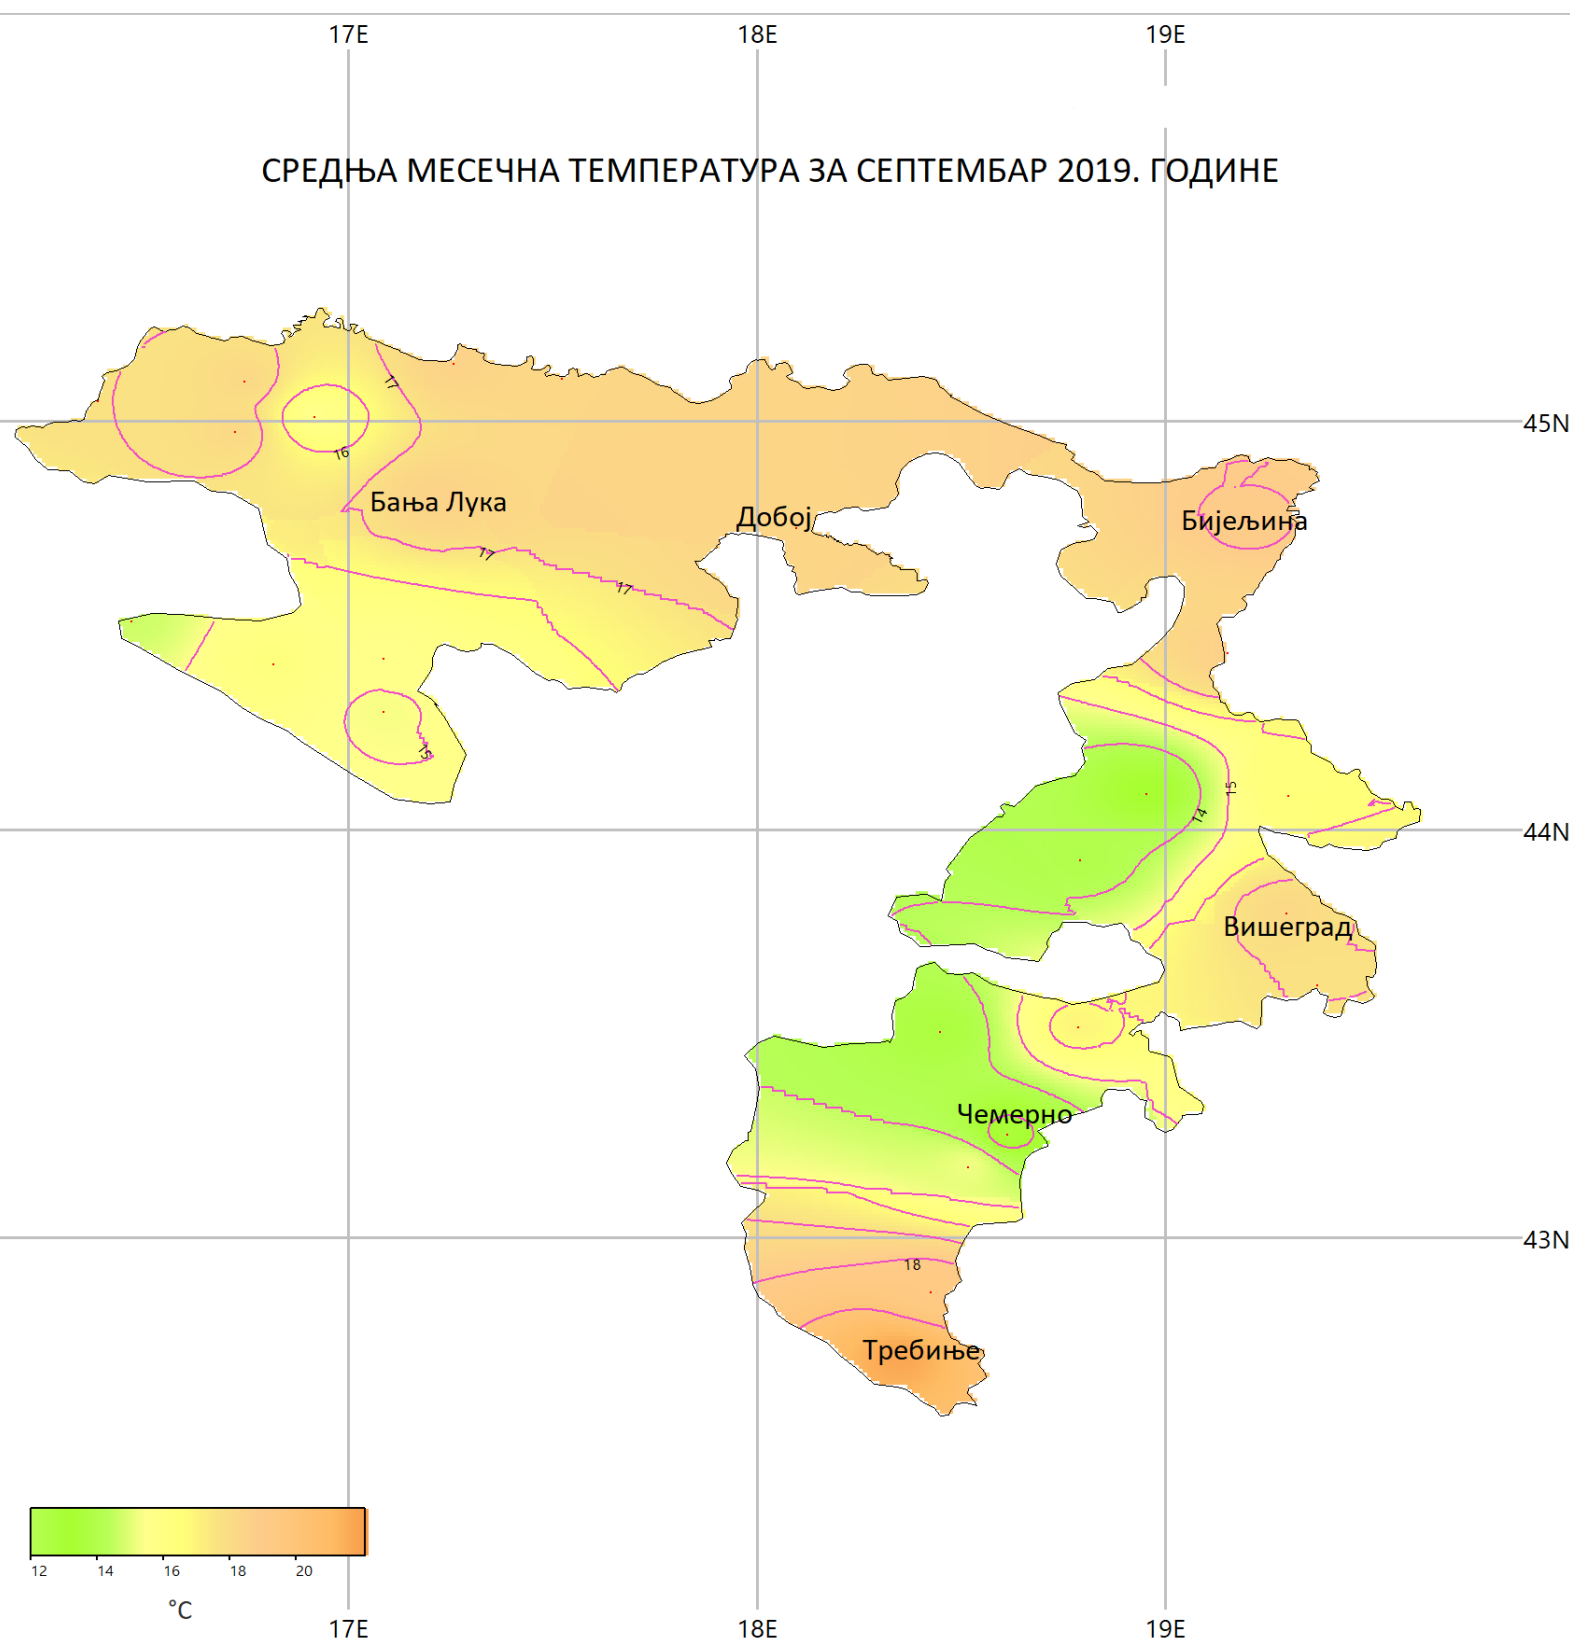 17E 18E 19E
СРЕДЊА МЕСЕЧНА ТЕМПЕРАТУРА ЗА СЕПТЕМБАР 2019. ГОДИНЕ
17
45N
16
Бања Лука
Добој
Бијељина
17
17
15
15
14
44N
Вишеград
Чемерно
43N
18
Требиње
12 14 16 18 20
°C
17E 18E 19E